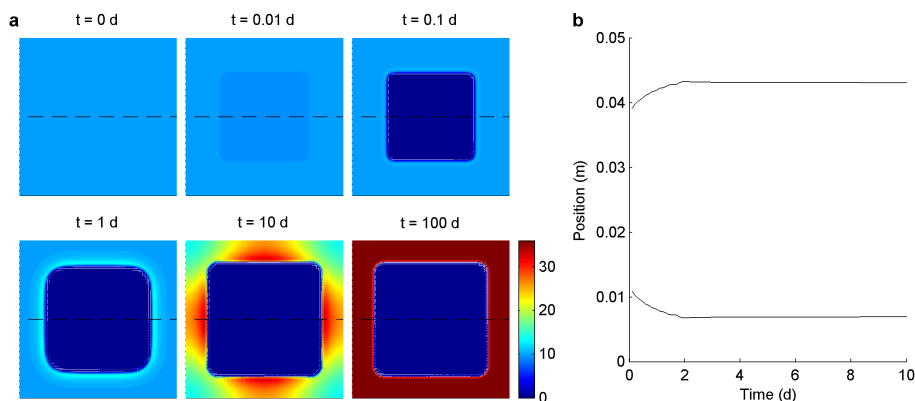 a
t = 0 d
t = 0.01 d
t = 0.1 d
t = 1 d
t = 10 d
t = 100 d
30
20
10
0
b
0.05
0.04
0.03
0.02
0.01
0
Position (m)
0 2 4 6 8 10
Time (d)